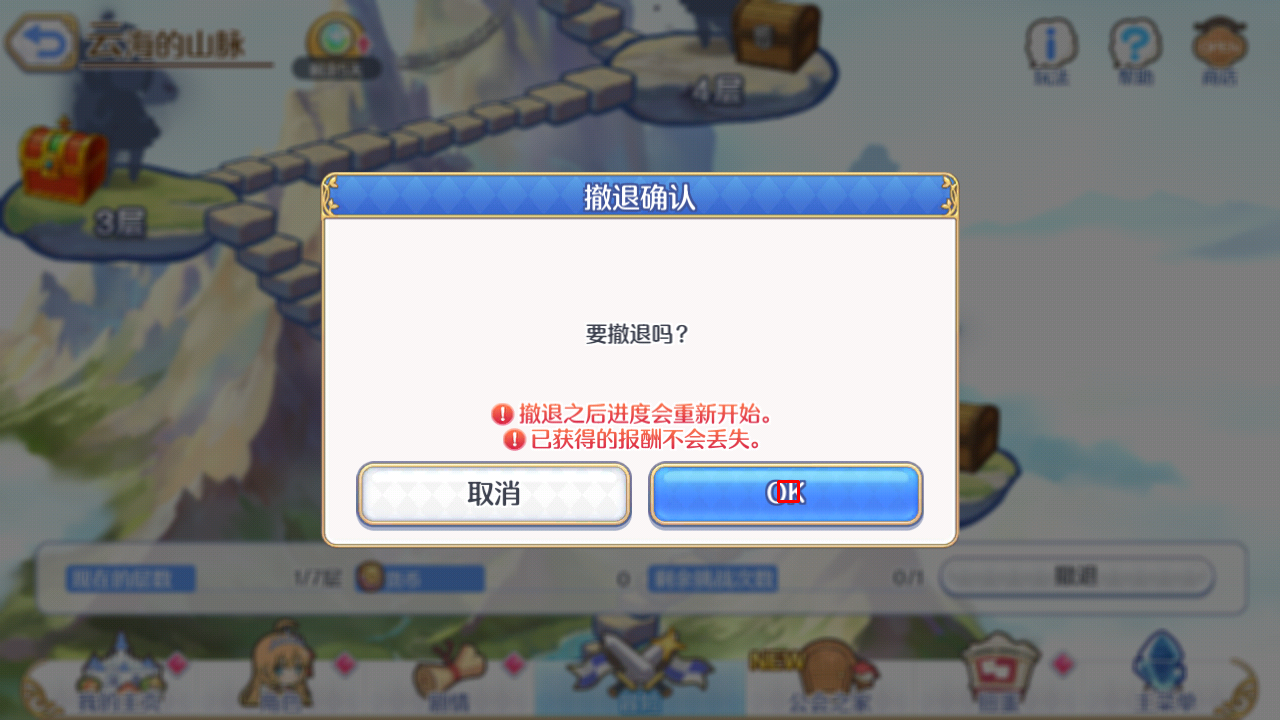 云海的山脉
玩法
帮助
商店
4层
3层
撤退确认
要撤退吗？
撤退之后进度会重新开始。
已获得的报酬不会丢失。
取消
OK
现在的层数
1/7层
0
剩余挑战次数
0/1
撤退
我的主页
角色
剧情
NEW
公会之家
扭蛋
主菜单